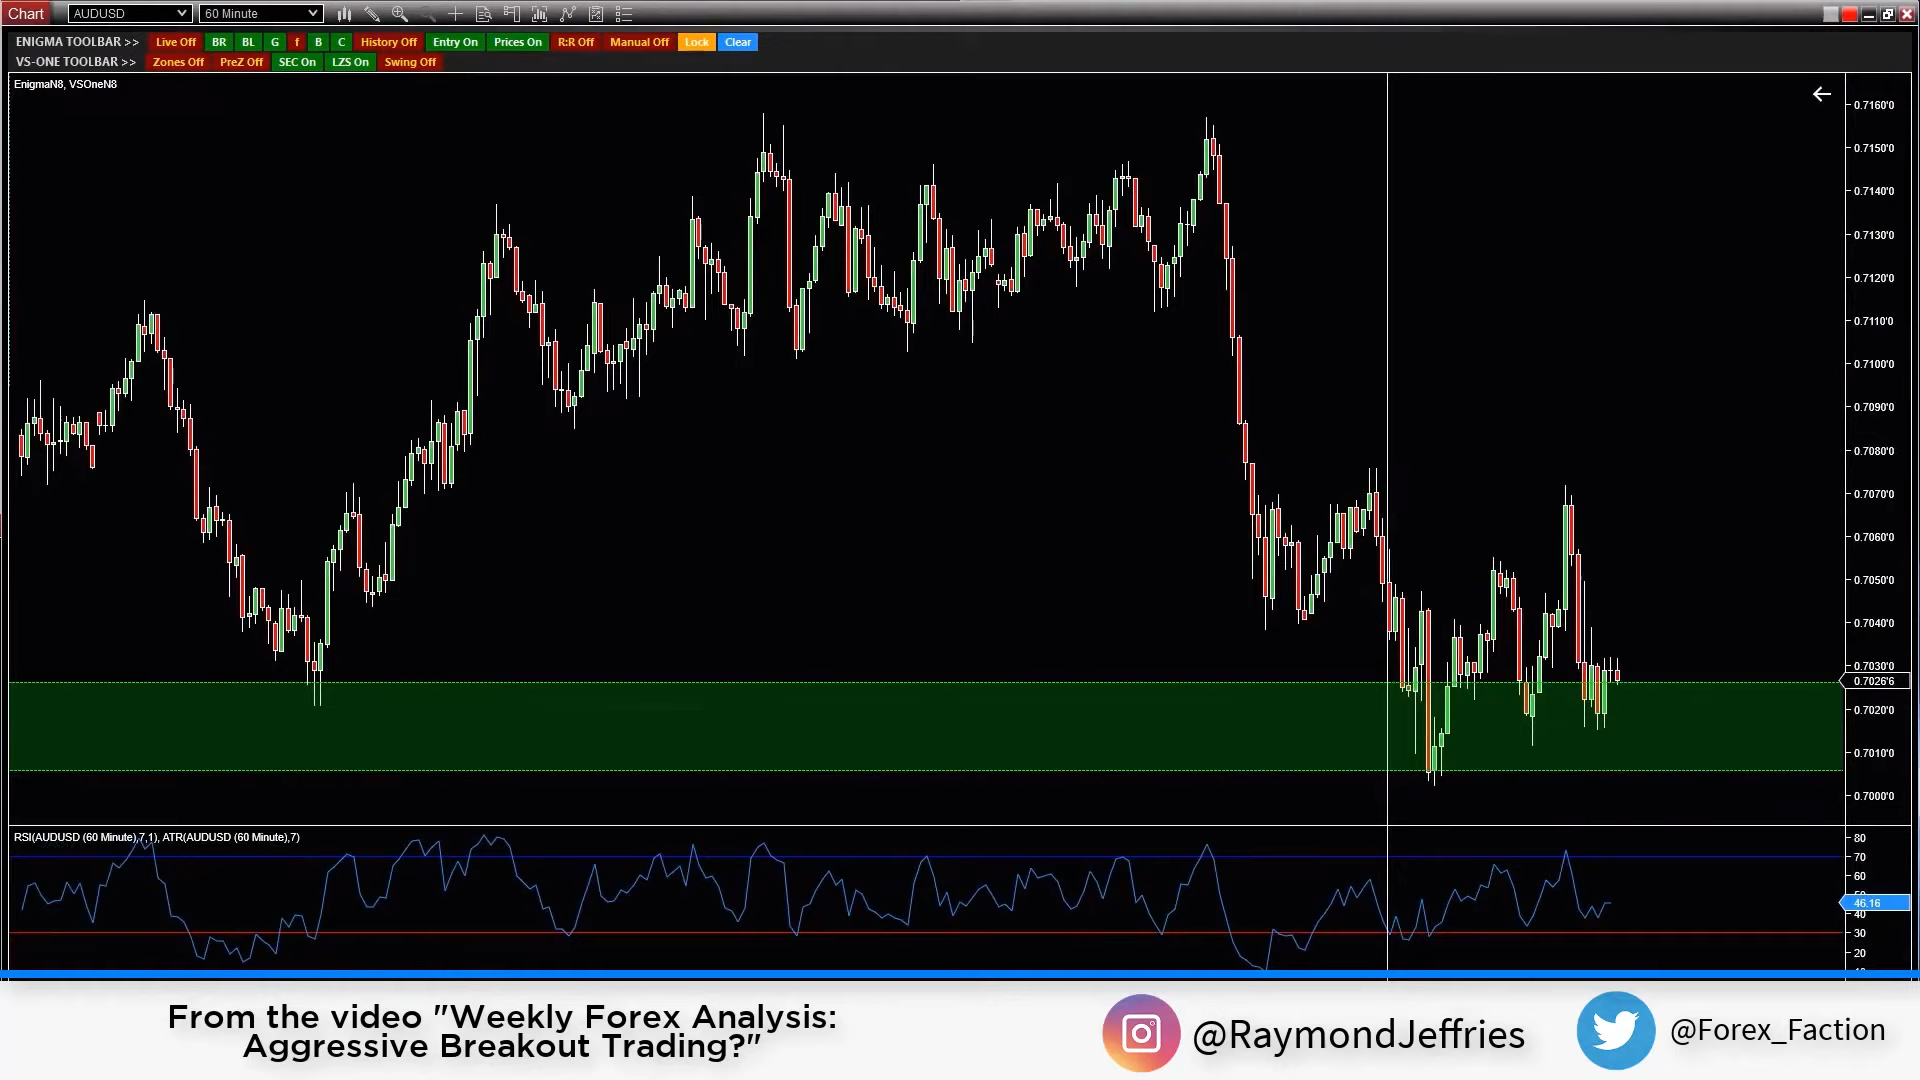 Chart AUDUSD 60 Minute
ENIGMA TOOLBAR >> Live Off BR BL G f B C History Off Entry On Prices On R:R Off Manual Off Lock Clear
VS-ONE TOOLBAR >> Zones Off PreZ Off SEC On LZS On Swing Off
EnigmaN8, VSOneN8
0.7160'0
0.7150'0
0.7140'0
0.7130'0
0.7120'0
0.7110'0
0.7100'0
0.7090'0
0.7080'0
0.7070'0
0.7060'0
0.7050'0
0.7040'0
0.7030'0
0.7026'6
0.7020'0
0.7010'0
0.7000'0
RSI(AUDUSD (60 Minute),7,1), ATR(AUDUSD (60 Minute),7)
80
70
60
46.16
40
30
20
From the video "Weekly Forex Analysis:
Aggressive Breakout Trading?"
@RaymondJeffries
@Forex_Faction